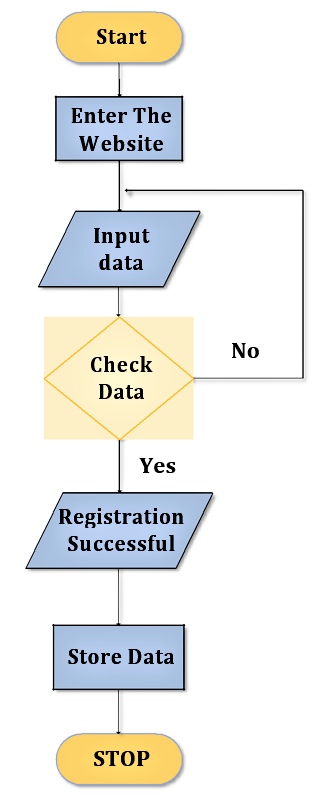 Start
Enter The
Website
Input
data
Check
Data
No
Yes
Registration
Successful
Store Data
STOP